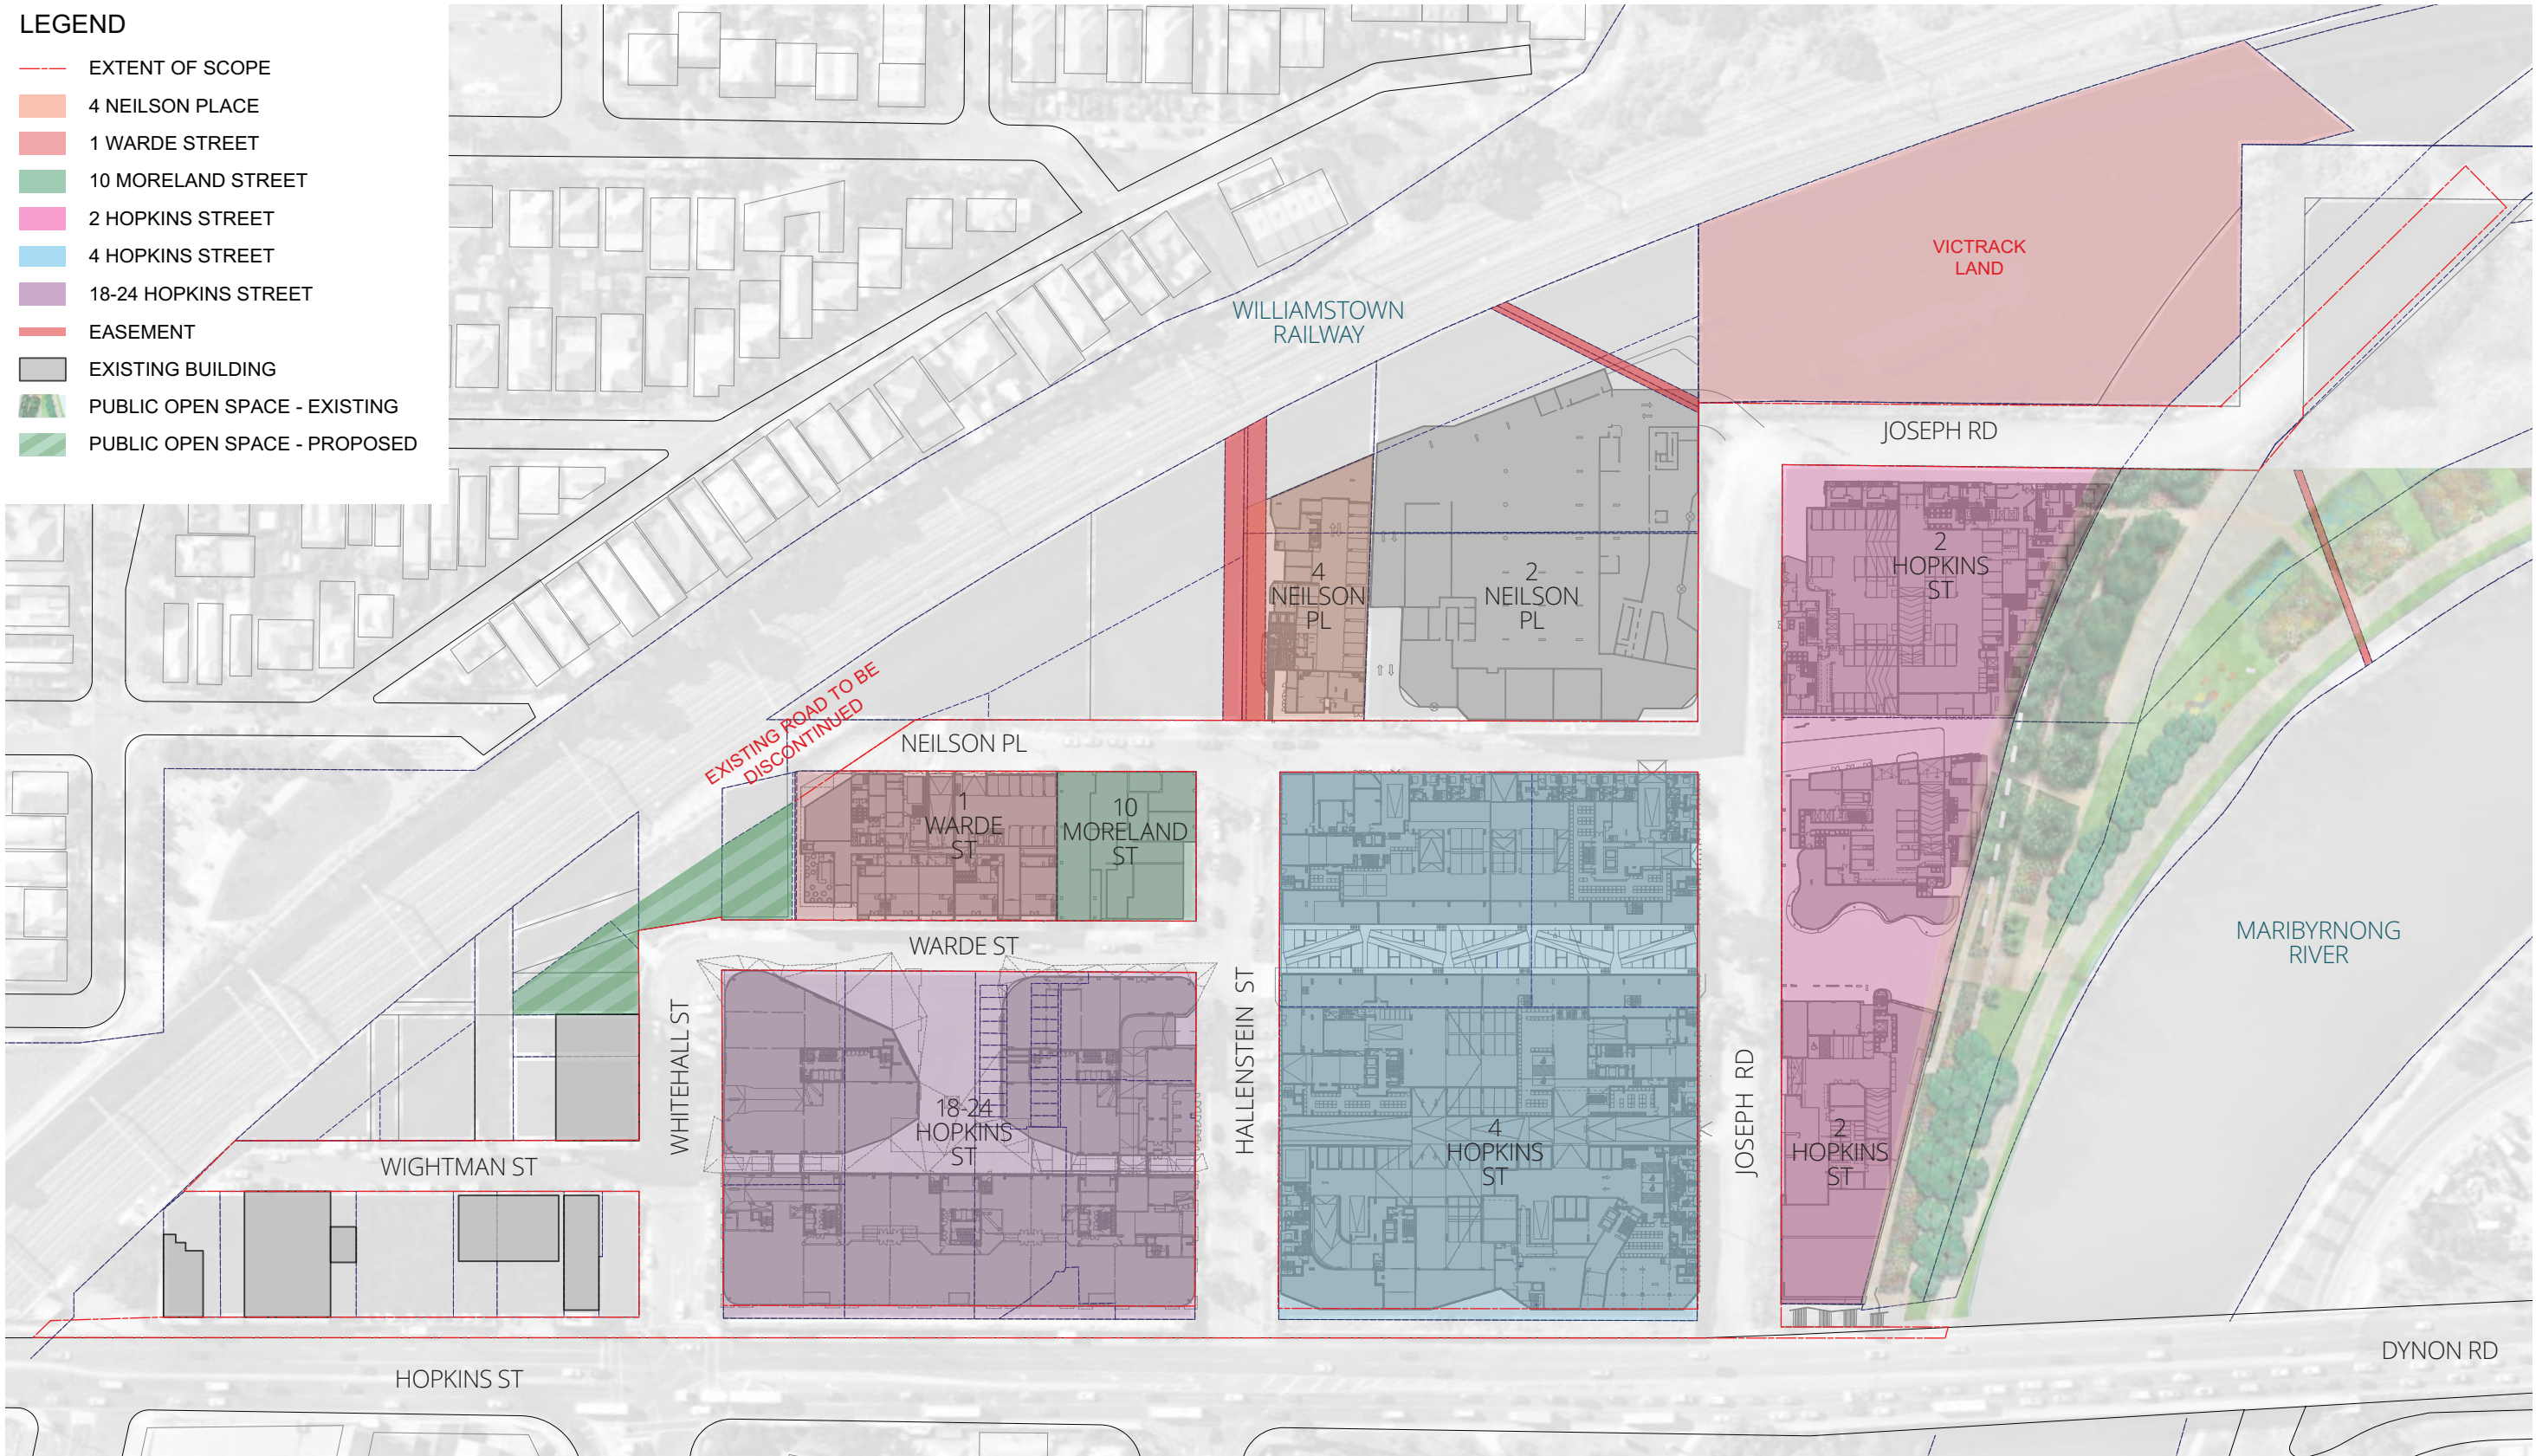 LEGEND
EXTENT OF SCOPE
4 NEILSON PLACE
1 WARDE STREET
10 MORELAND STREET
2 HOPKINS STREET
4 HOPKINS STREET
18-24 HOPKINS STREET
EASEMENT
EXISTING BUILDING
PUBLIC OPEN SPACE - EXISTING
PUBLIC OPEN SPACE - PROPOSED
VICTRACK
LAND
WILLIAMSTOWN
RAILWAY
JOSEPH RD
2
HOPKINS
ST
4
NEILSON
PL
2
NEILSON
PL
EXISTING ROAD TO BE
DISCONTINUED
NEILSON PL
1
WARDE
ST
10
MORELAND
ST
WARDE ST
MARIBYRNONG
RIVER
WHITEHALL ST
HALLENSTEIN ST
JOSEPH RD
18-24
HOPKINS
ST
4
HOPKINS
ST
2
HOPKINS
ST
WIGHTMAN ST
HOPKINS ST
DYNON RD